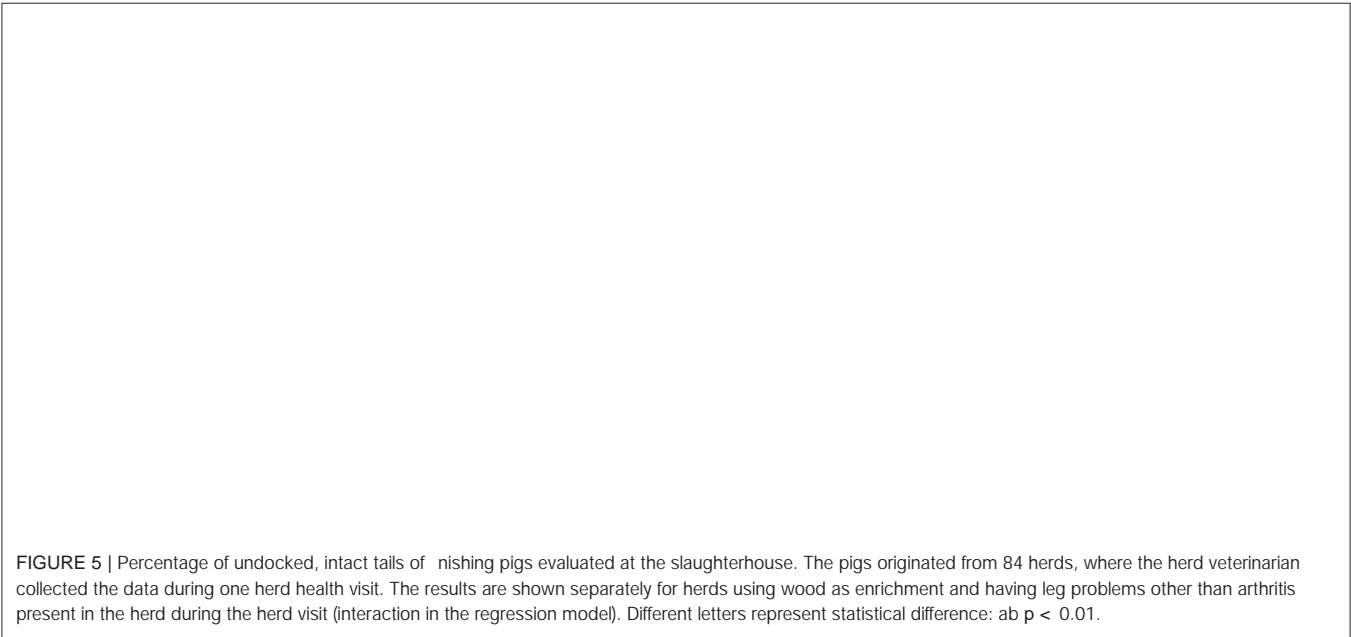 FIGURE 5 | Percentage of undocked, intact tails of nishing pigs evaluated at the slaughterhouse. The pigs originated from 84 herds, where the herd veterinarian
collected the data during one herd health visit. The results are shown separately for herds using wood as enrichment and having leg problems other than arthritis
present in the herd during the herd visit (interaction in the regression model). Different letters represent statistical difference: ab p < 0.01.